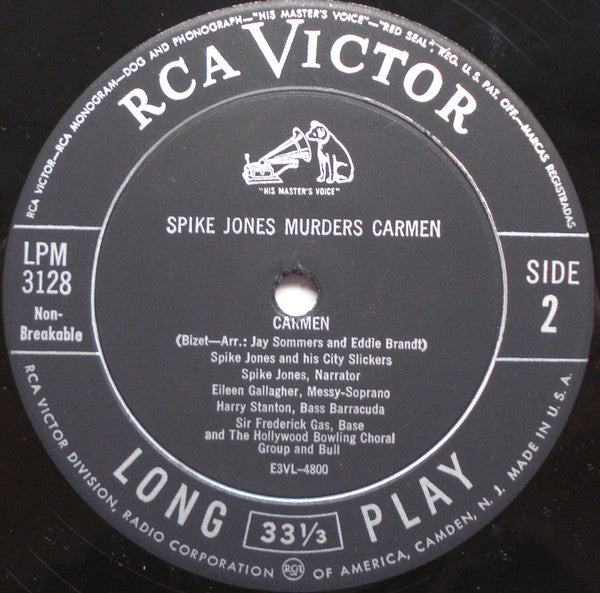 RCA VICTOR—RCA MONOGRAM—DOG AND PHONOGRAPH—"HIS MASTER'S VOICE"—"RED SEAL" REG. U.S. PAT. OFF.—MARCAS REGISTRADAS
RCA VICTOR
"HIS MASTER'S VOICE"
SPIKE JONES MURDERS CARMEN
LPM
3128
Non-
Breakable
SIDE
2
CARMEN
(Bizet—Arr.: Jay Sommers and Eddie Brandt)
Spike Jones and his City Slickers
Spike Jones, Narrator
Eileen Gallagher, Messy-Soprano
Harry Stanton, Bass Barracuda
Sir Frederick Gas, Base
and The Hollywood Bowling Choral
Group and Bull
E3VL-4800
LONG 33⅓ PLAY
RCA VICTOR DIVISION, RADIO CORPORATION RCA OF AMERICA, CAMDEN, N. J. MADE IN U.S.A.